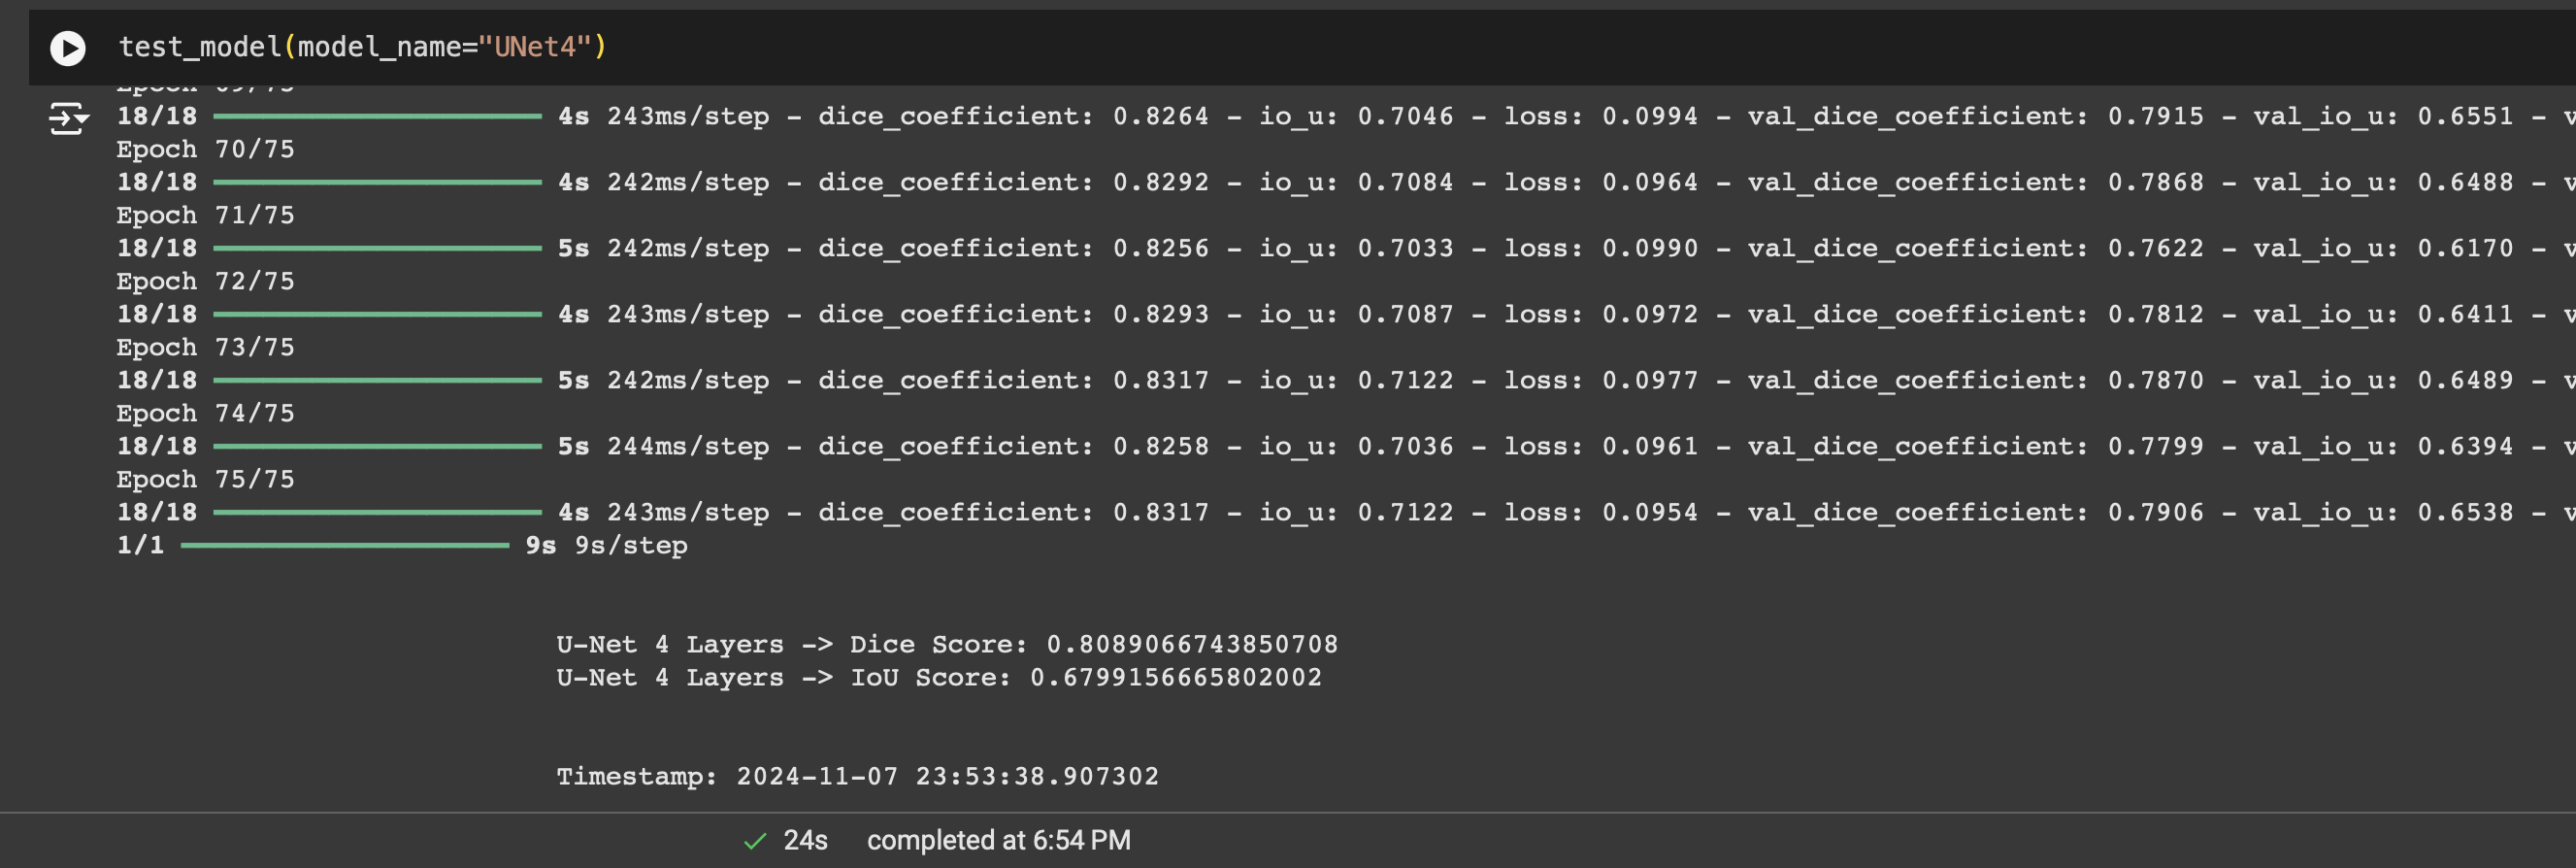 test_model(model_name="UNet4")
Epoch 69/75
18/18 4s 243ms/step - dice_coefficient: 0.8264 - io_u: 0.7046 - loss: 0.0994 - val_dice_coefficient: 0.7915 - val_io_u: 0.6551 - v
Epoch 70/75
18/18 4s 242ms/step - dice_coefficient: 0.8292 - io_u: 0.7084 - loss: 0.0964 - val_dice_coefficient: 0.7868 - val_io_u: 0.6488 - v
Epoch 71/75
18/18 5s 242ms/step - dice_coefficient: 0.8256 - io_u: 0.7033 - loss: 0.0990 - val_dice_coefficient: 0.7622 - val_io_u: 0.6170 - v
Epoch 72/75
18/18 4s 243ms/step - dice_coefficient: 0.8293 - io_u: 0.7087 - loss: 0.0972 - val_dice_coefficient: 0.7812 - val_io_u: 0.6411 - v
Epoch 73/75
18/18 5s 242ms/step - dice_coefficient: 0.8317 - io_u: 0.7122 - loss: 0.0977 - val_dice_coefficient: 0.7870 - val_io_u: 0.6489 - v
Epoch 74/75
18/18 5s 244ms/step - dice_coefficient: 0.8258 - io_u: 0.7036 - loss: 0.0961 - val_dice_coefficient: 0.7799 - val_io_u: 0.6394 - v
Epoch 75/75
18/18 4s 243ms/step - dice_coefficient: 0.8317 - io_u: 0.7122 - loss: 0.0954 - val_dice_coefficient: 0.7906 - val_io_u: 0.6538 - v
1/1 9s 9s/step
U-Net 4 Layers -> Dice Score: 0.8089066743850708
U-Net 4 Layers -> IoU Score: 0.6799156665802002
Timestamp: 2024-11-07 23:53:38.907302
24s completed at 6:54 PM